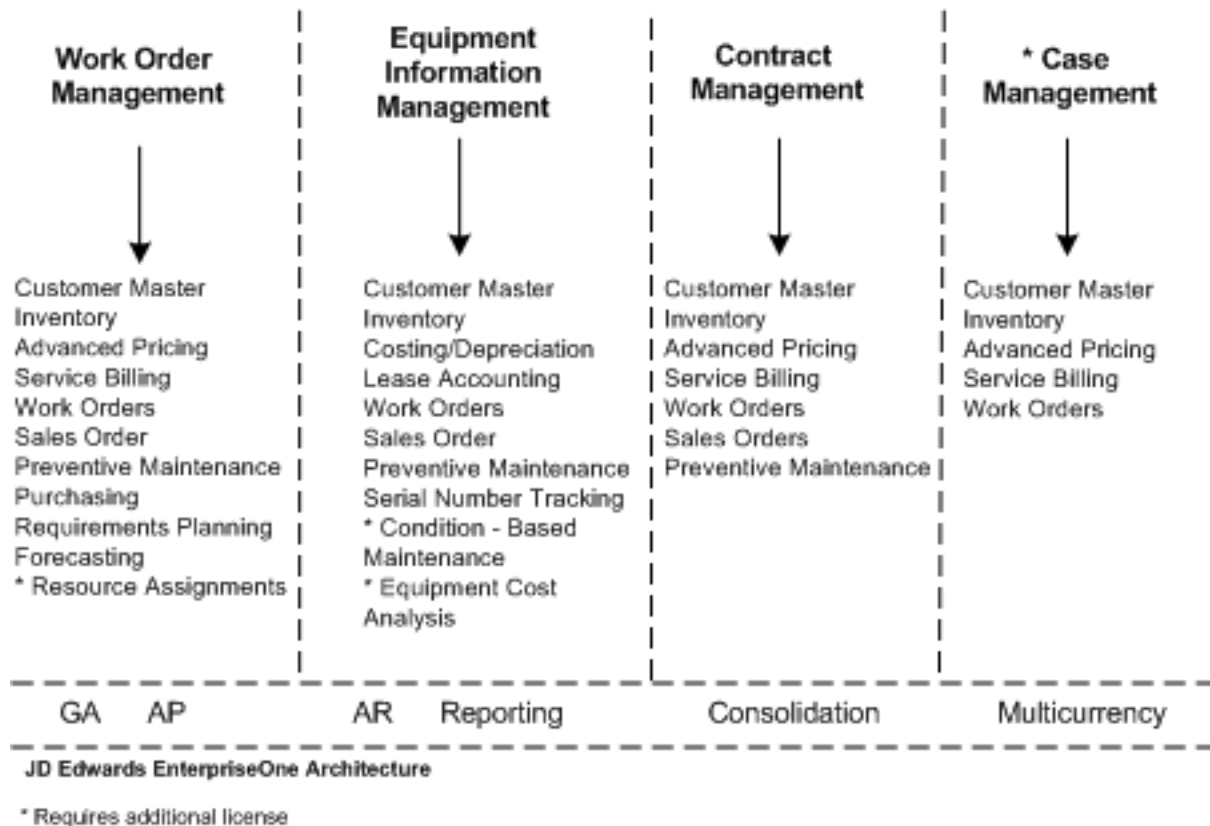 Work Order
Management
Equipment
Information
Management
Contract
Management
* Case
Management
Customer Master
Inventory
Advanced Pricing
Service Billing
Work Orders
Sales Order
Preventive Maintenance
Purchasing
Requirements Planning
Forecasting
* Resource Assignments
Customer Master
Inventory
Costing/Depreciation
Lease Accounting
Work Orders
Sales Order
Preventive Maintenance
Serial Number Tracking
* Condition - Based
Maintenance
* Equipment Cost
Analysis
Customer Master
Inventory
Advanced Pricing
Service Billing
Work Orders
Sales Orders
Preventive Maintenance
Customer Master
Inventory
Advanced Pricing
Service Billing
Work Orders
GA AP AR Reporting Consolidation Multicurrency
JD Edwards EnterpriseOne Architecture
* Requires additional license